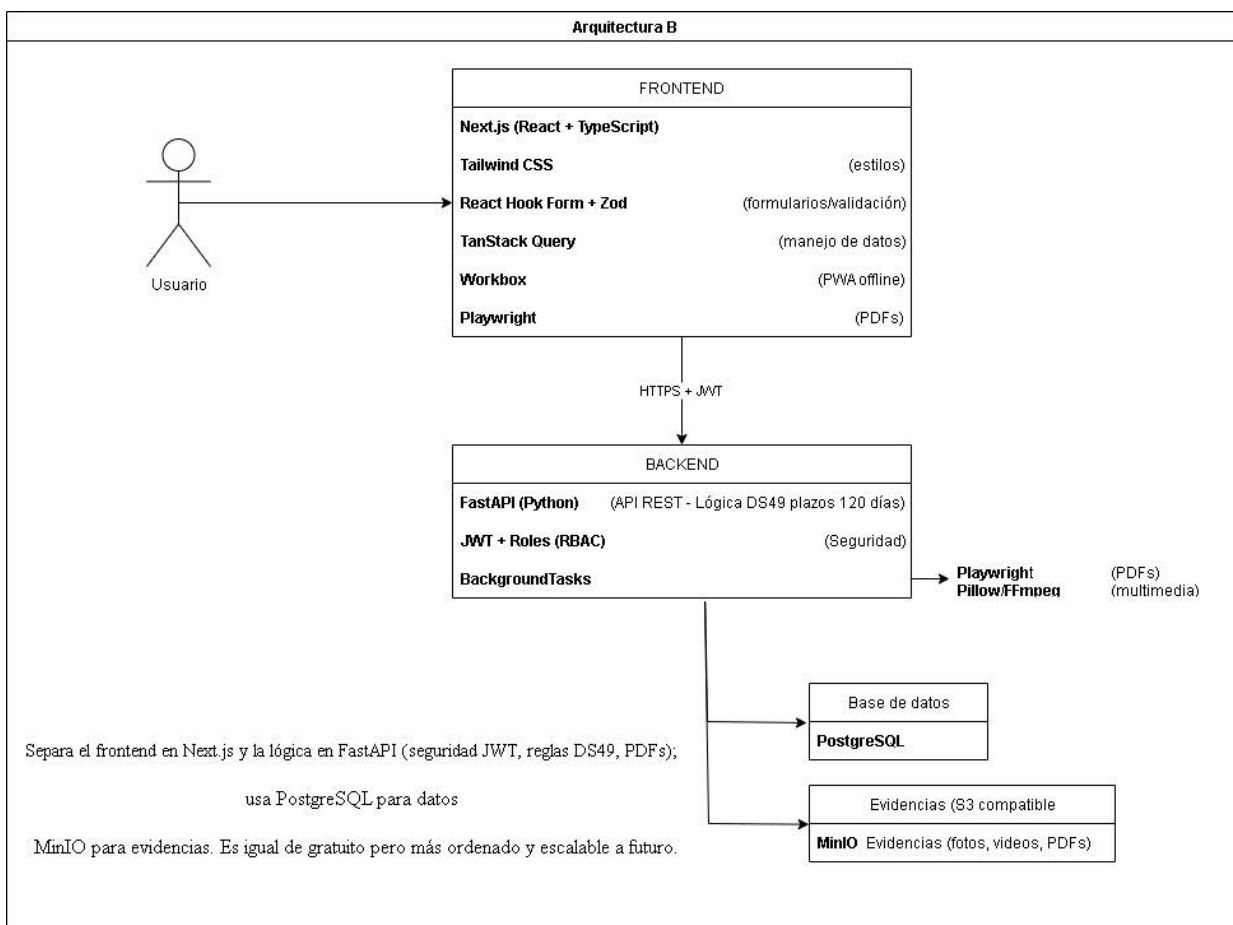 Arquitectura B
FRONTEND
Next.js (React + TypeScript)
Tailwind CSS (estilos)
React Hook Form + Zod (formularios/validación)
TanStack Query (manejo de datos)
Workbox (PWA offline)
Playwright (PDFs)
Usuario
HTTPS + JWT
BACKEND
FastAPI (Python) (API REST - Lógica DS49 plazos 120 días)
JWT + Roles (RBAC) (Seguridad)
BackgroundTasks
Playwright (PDFs)
Pillow/FFmpeg (multimedia)
Base de datos
PostgreSQL
Evidencias (S3 compatible
MinIO Evidencias (fotos, videos, PDFs)
Separa el frontend en Next.js y la lógica en FastAPI (seguridad JWT, reglas DS49, PDFs);
usa PostgreSQL para datos
MinIO para evidencias. Es igual de gratuito pero más ordenado y escalable a futuro.